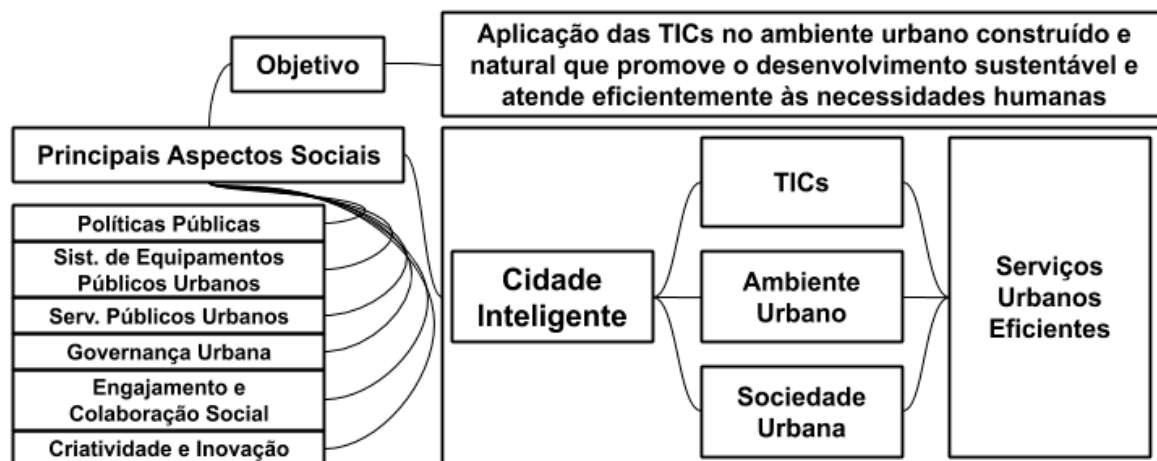 Objetivo
Aplicação das TICs no ambiente urbano construído e
natural que promove o desenvolvimento sustentável e
atende eficientemente às necessidades humanas
Principais Aspectos Sociais
Políticas Públicas
Sist. de Equipamentos
Públicos Urbanos
Serv. Públicos Urbanos
Governança Urbana
Engajamento e
Colaboração Social
Criatividade e Inovação
Cidade
Inteligente
TICs
Ambiente
Urbano
Sociedade
Urbana
Serviços
Urbanos
Eficientes